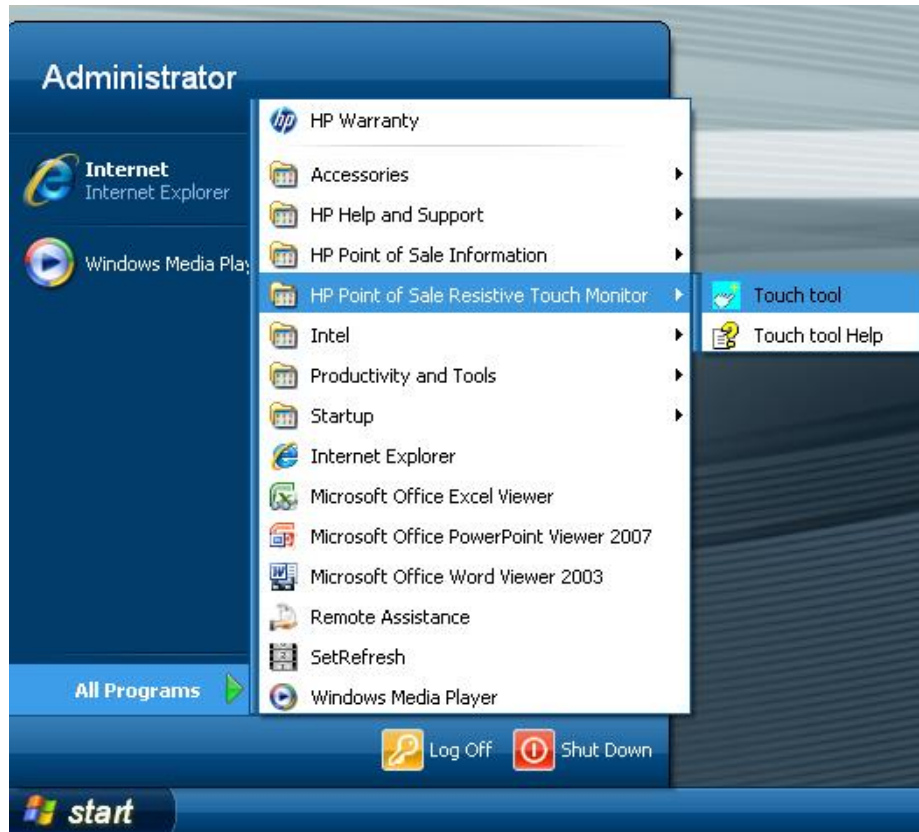 Administrator
Internet
Internet Explorer
Windows Media Play
All Programs
hp HP Warranty
Accessories
HP Help and Support
HP Point of Sale Information
HP Point of Sale Resistive Touch Monitor
Intel
Productivity and Tools
Startup
Internet Explorer
Microsoft Office Excel Viewer
Microsoft Office PowerPoint Viewer 2007
Microsoft Office Word Viewer 2003
Remote Assistance
SetRefresh
Windows Media Player
Touch tool
Touch tool Help
Log Off Shut Down
start